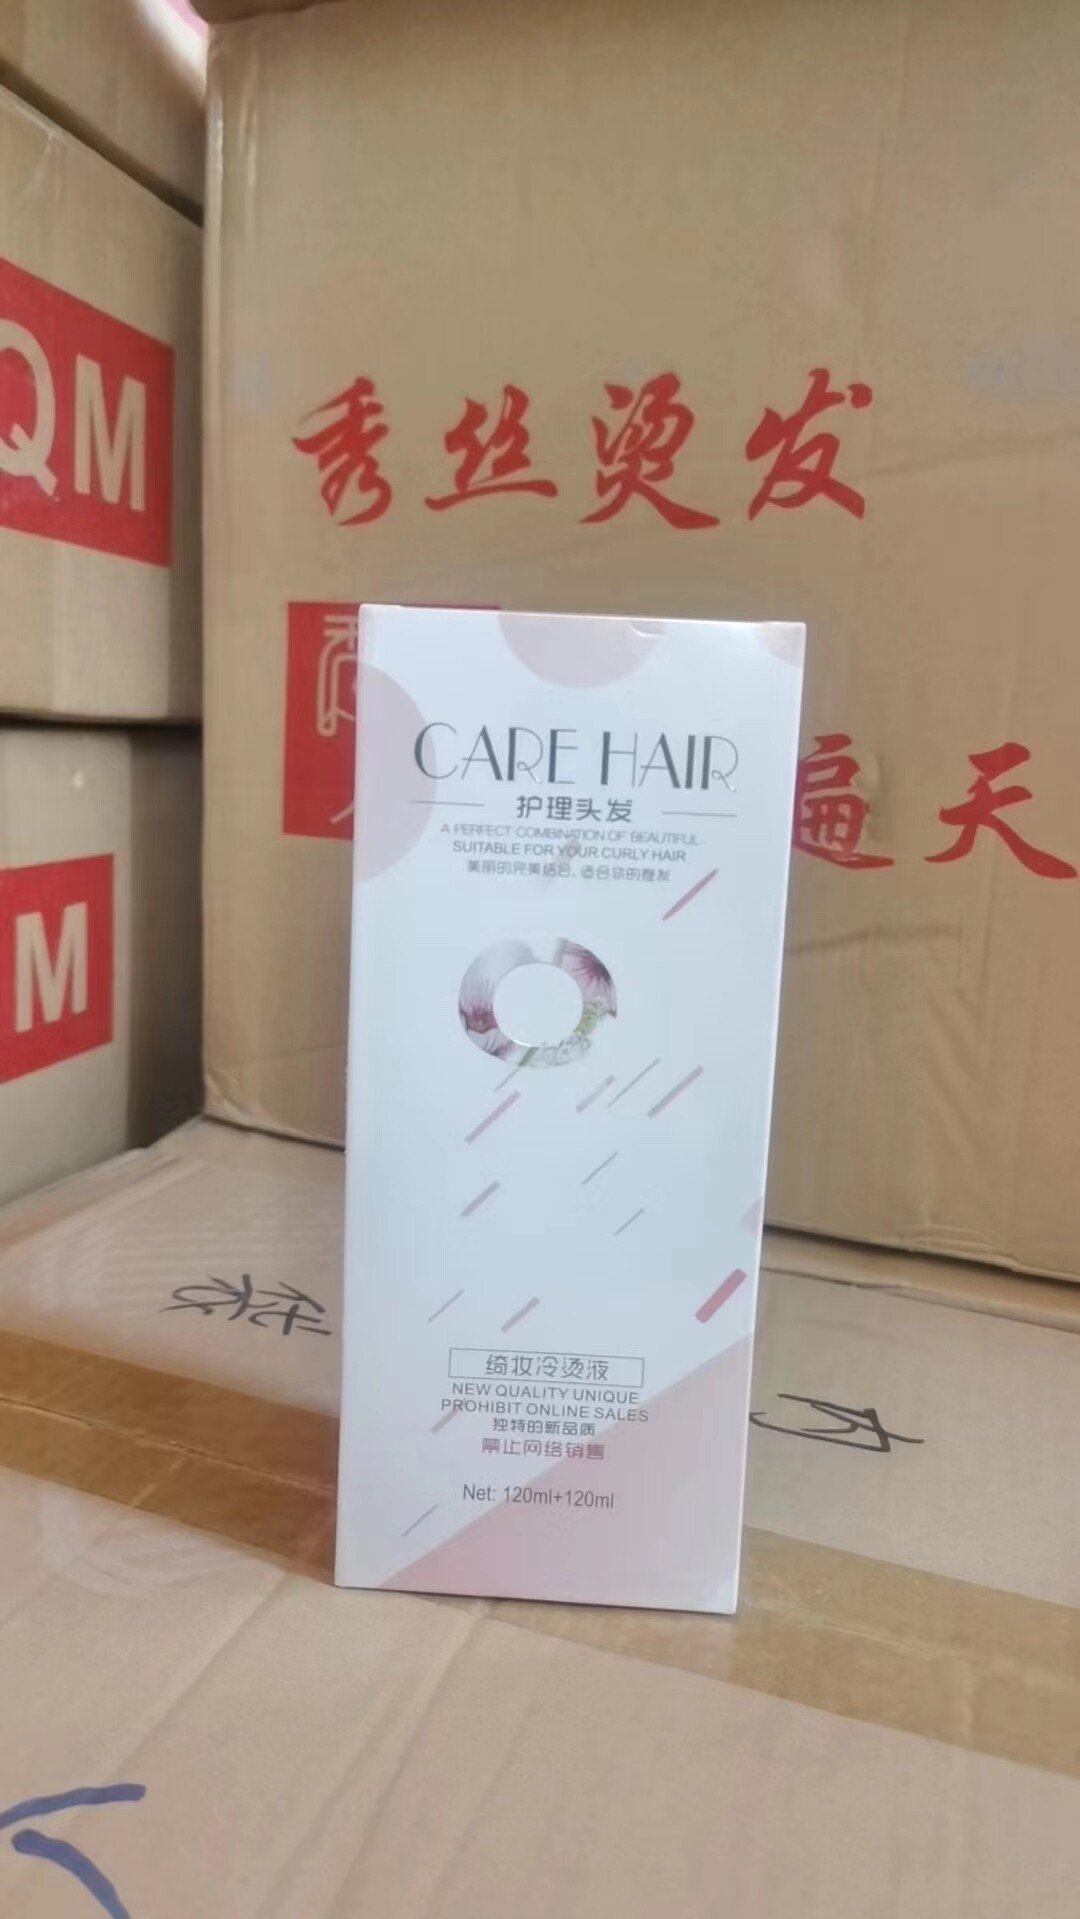 QM
秀丝烫发
遍天
M
CARE HAIR
护理头发
A PERFECT COMBINATION OF BEAUTIFUL
SUITABLE FOR YOUR CURLY HAIR
美丽的完美结合,适合你的卷发
绮妆冷烫液
NEW QUALITY UNIQUE
PROHIBIT ONLINE SALES
独特的新品质
禁止网络销售
Net: 120ml+120ml